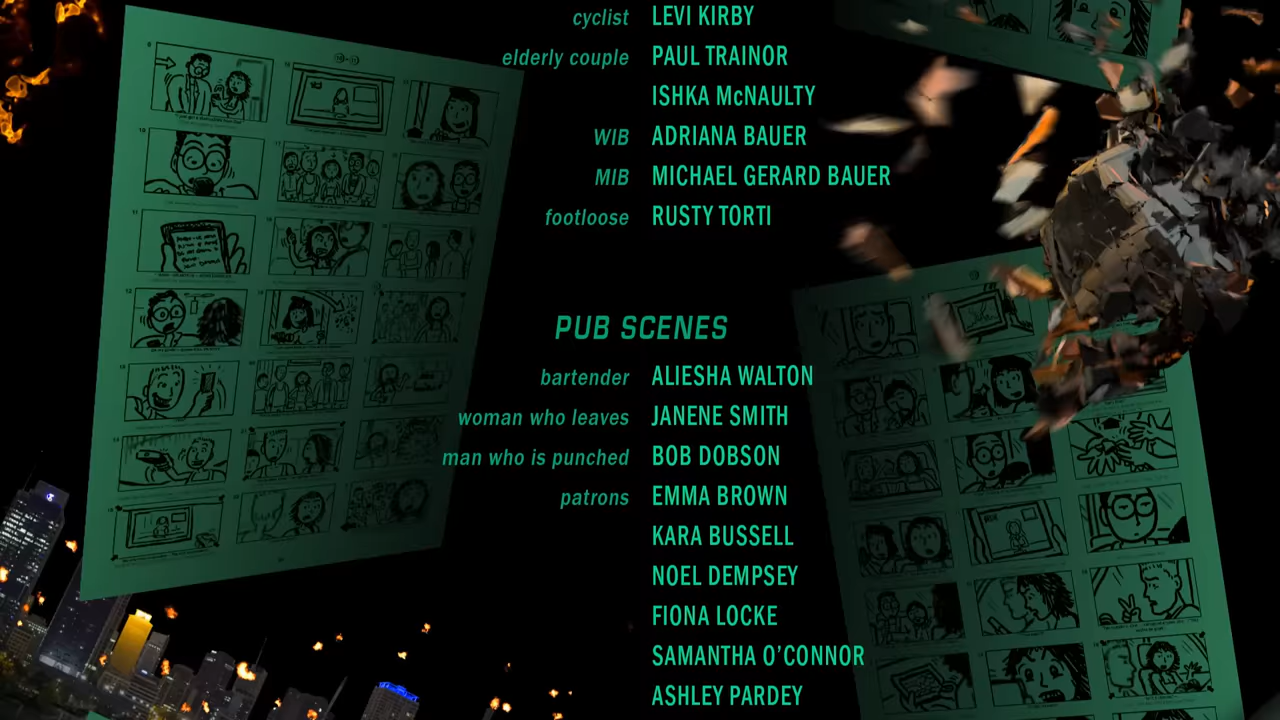 cyclist LEVI KIRBY
elderly couple PAUL TRAINOR
ISHKA McNAULTY
WIB ADRIANA BAUER
MIB MICHAEL GERARD BAUER
footloose RUSTY TORTI
PUB SCENES
bartender ALIESHA WALTON
woman who leaves JANENE SMITH
man who is punched BOB DOBSON
patrons EMMA BROWN
KARA BUSSELL
NOEL DEMPSEY
FIONA LOCKE
SAMANTHA O'CONNOR
ASHLEY PARDEY